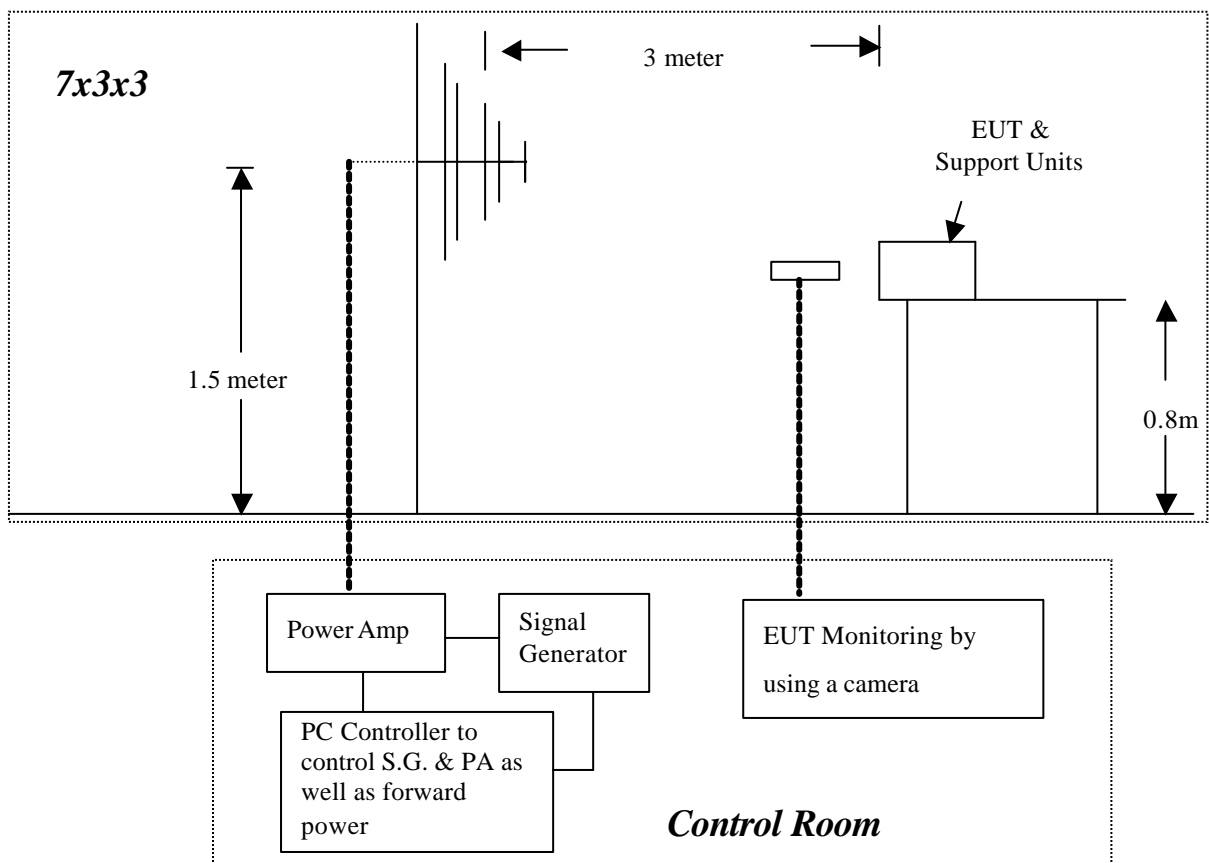 7x3x3
3 meter
EUT &
Support Units
1.5 meter
0.8m
Power Amp
Signal
Generator
EUT Monitoring by
using a camera
PC Controller to
control S.G. & PA as
well as forward
power
Control Room